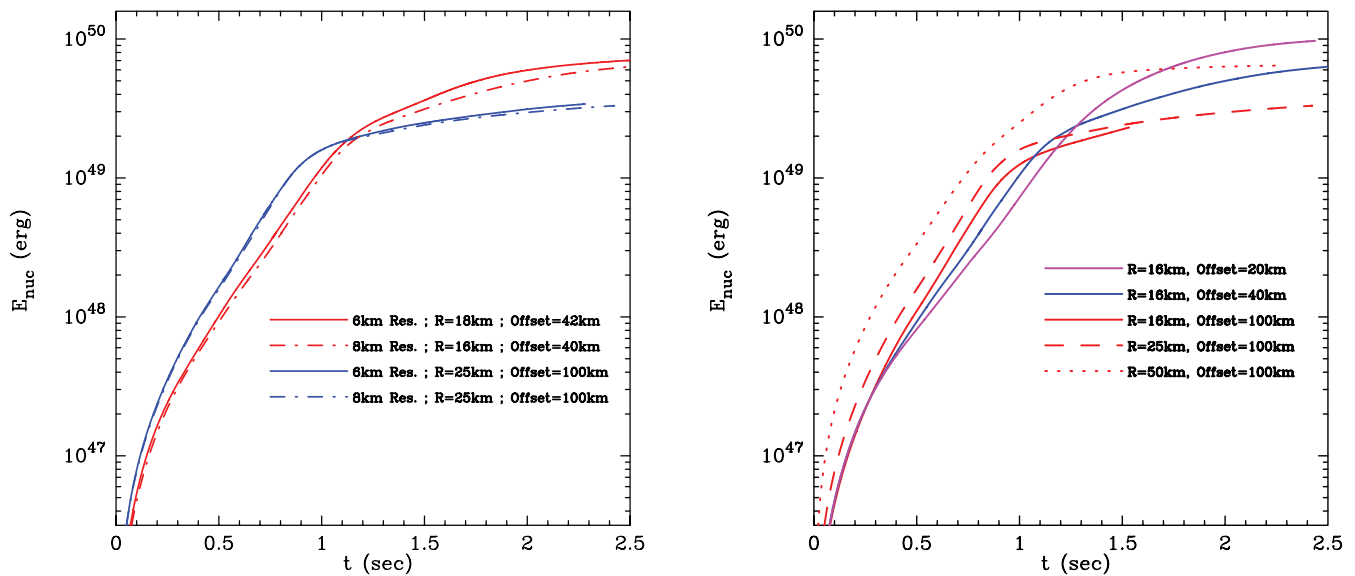 10^50
10^49
10^48
10^47
E_nuc (erg)
6km Res. ; R=18km ; Offset=42km
8km Res. ; R=16km ; Offset=40km
6km Res. ; R=25km ; Offset=100km
8km Res. ; R=25km ; Offset=100km
0 0.5 1 1.5 2 2.5
t (sec)
10^50
10^49
10^48
10^47
E_nuc (erg)
R=16km, Offset=20km
R=16km, Offset=40km
R=16km, Offset=100km
R=25km, Offset=100km
R=50km, Offset=100km
0 0.5 1 1.5 2 2.5
t (sec)